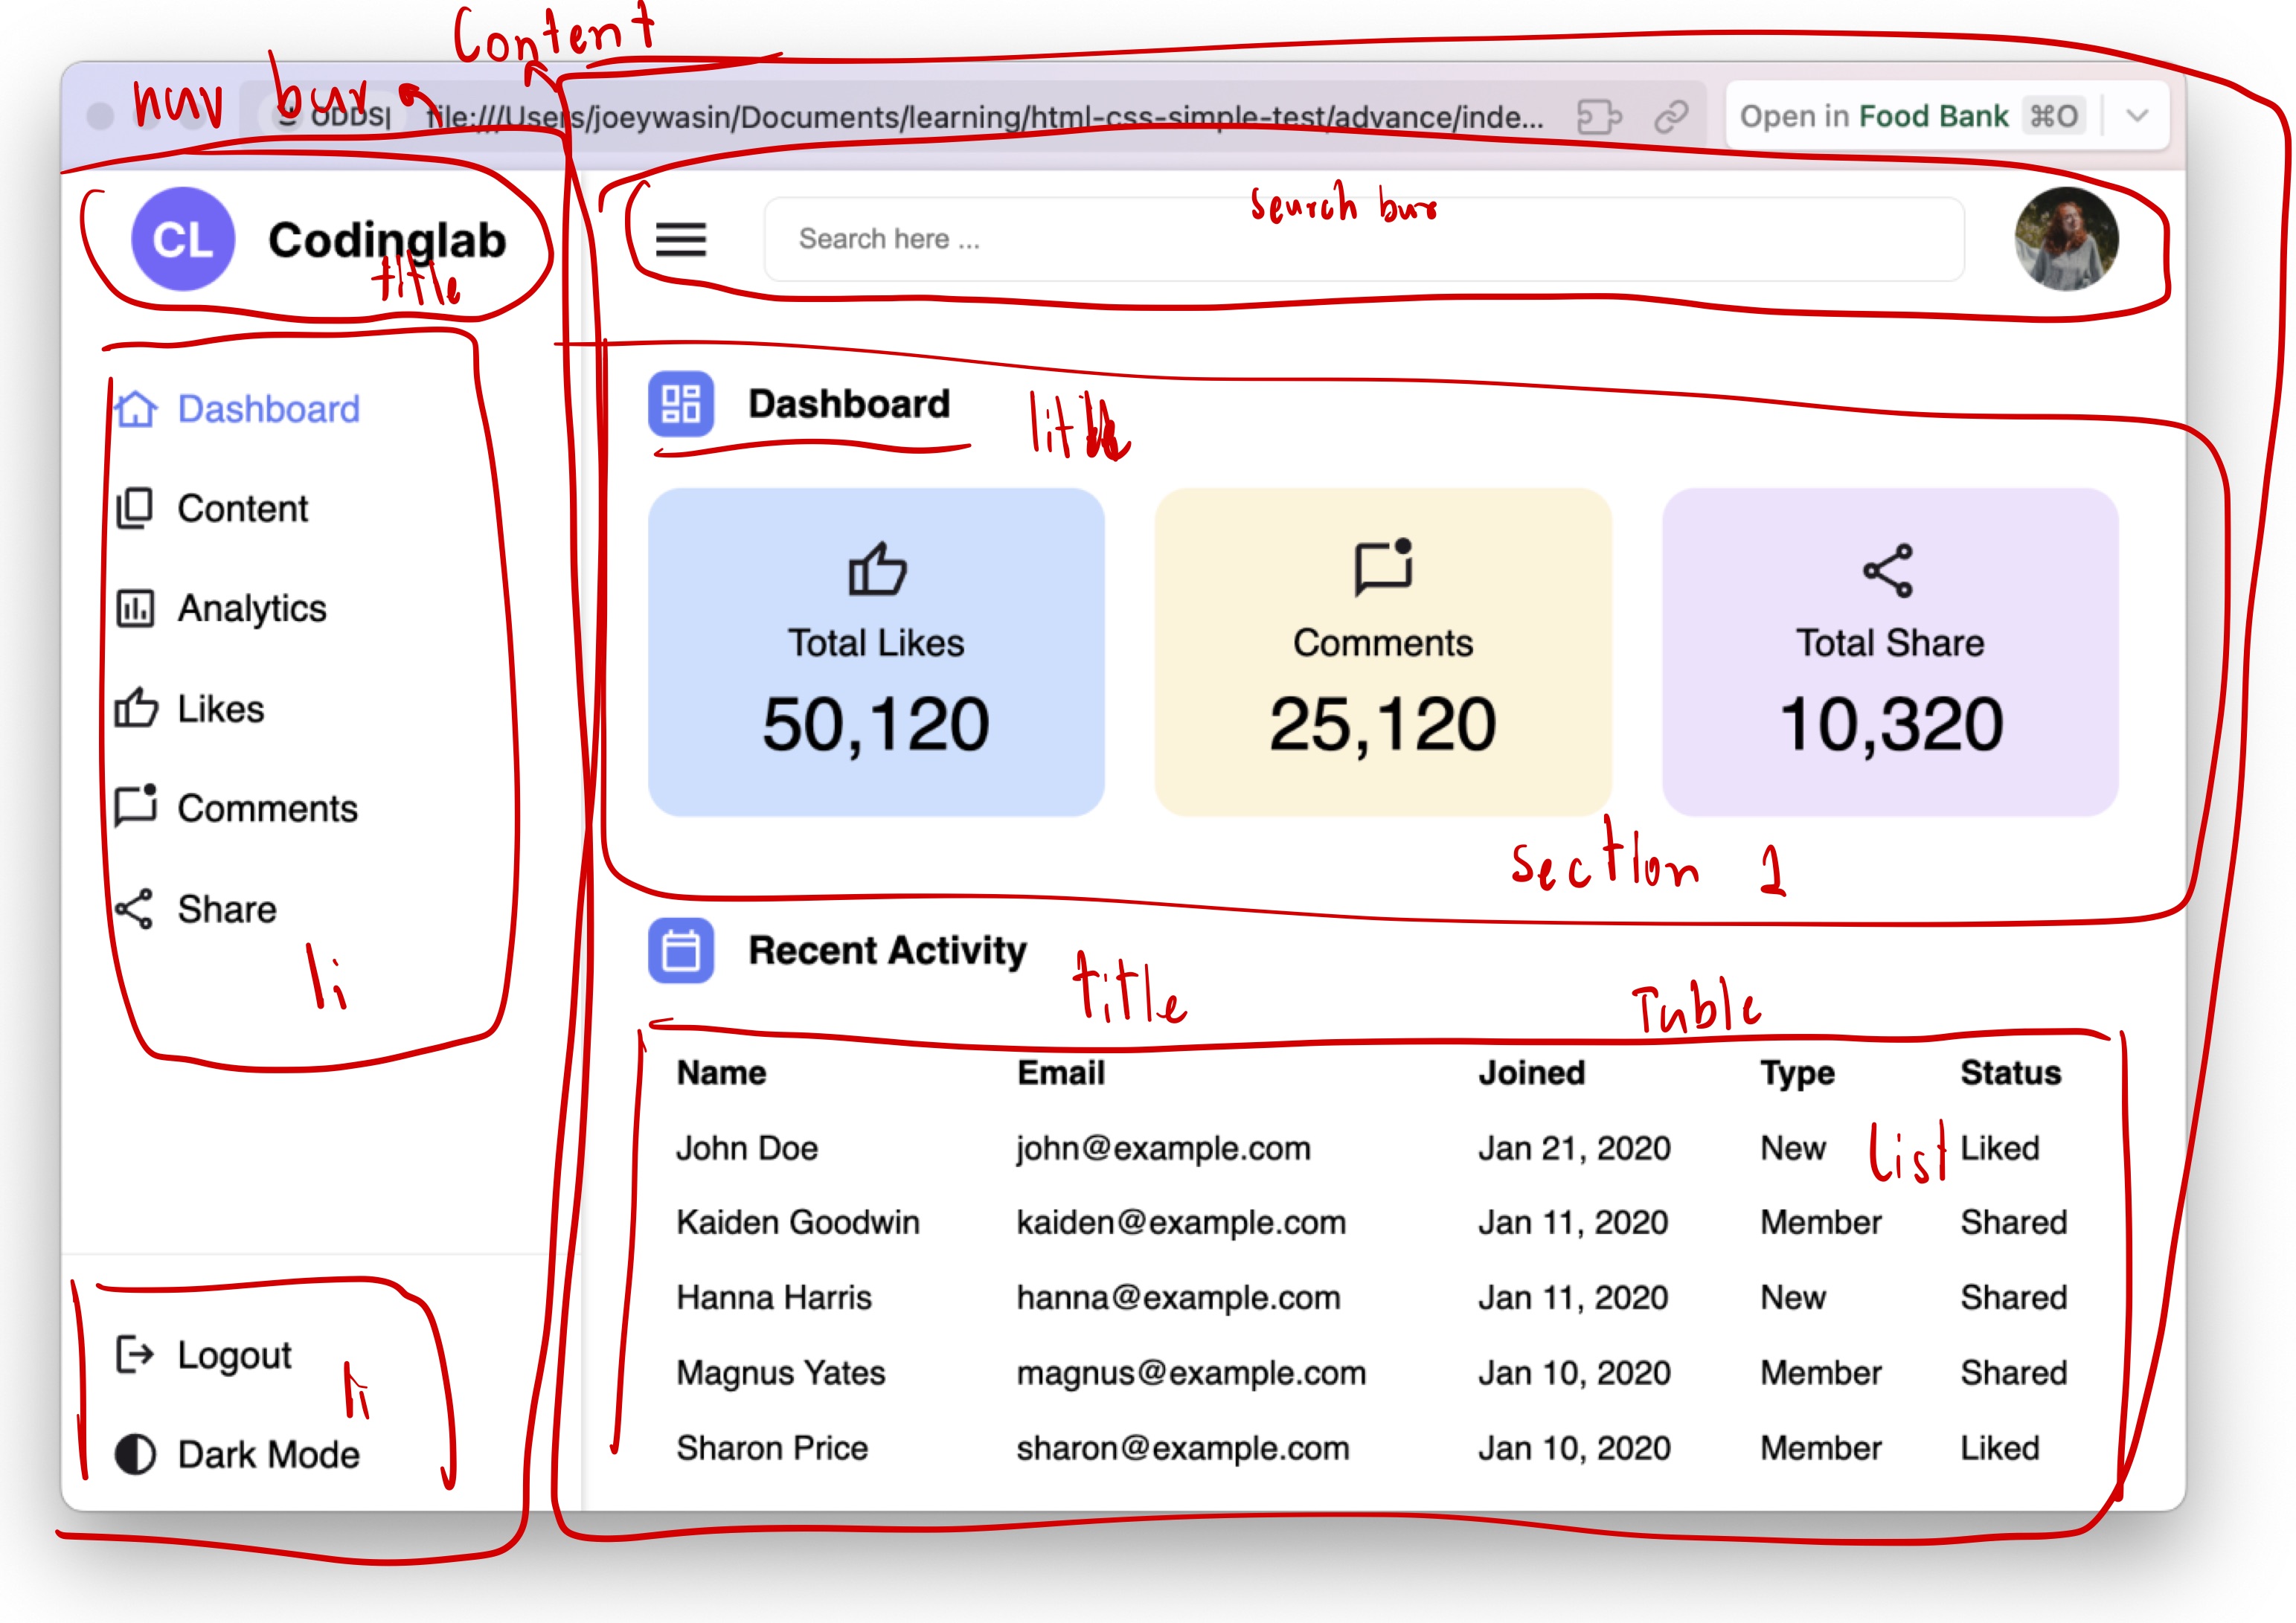 Content
nav bar
ODDS|
file:///Users/joeywasin/Documents/learning/html-css-simple-test/advance/inde...
Open in Food Bank ⌘O
CL Codinglab
title
Search here ...
search bar
Dashboard
Content
Analytics
Likes
Comments
Share
li
Logout
li
Dark Mode
Dashboard
Total Likes
50,120
Comments
25,120
Total Share
10,320
section 1
Recent Activity
title
Table
Name Email Joined Type Status
John Doe john@example.com Jan 21, 2020 New Liked
list
Kaiden Goodwin kaiden@example.com Jan 11, 2020 Member Shared
Hanna Harris hanna@example.com Jan 11, 2020 New Shared
Magnus Yates magnus@example.com Jan 10, 2020 Member Shared
Sharon Price sharon@example.com Jan 10, 2020 Member Liked